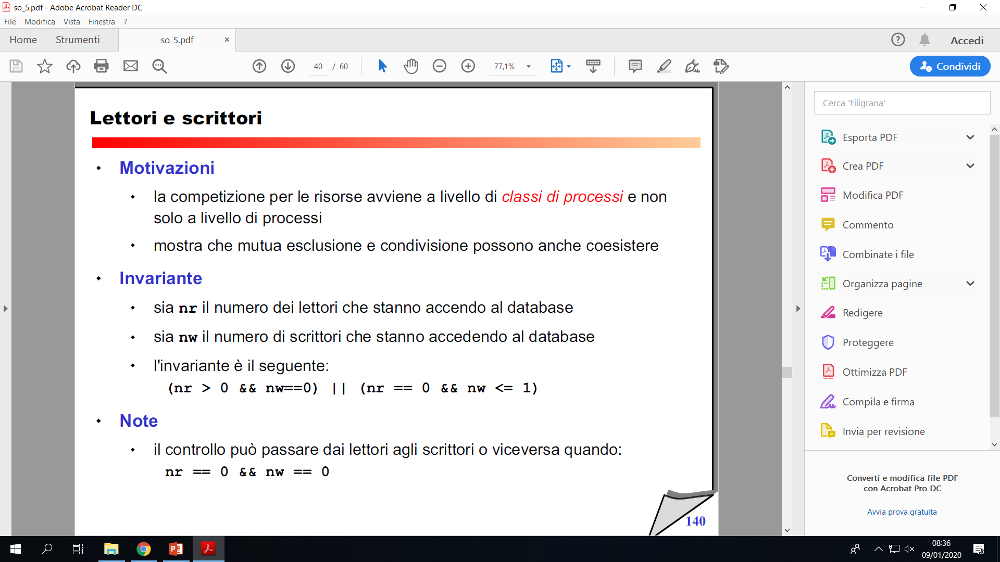 so_5.pdf - Adobe Acrobat Reader DC
File Modifica Vista Finestra ?
Home Strumenti so_5.pdf × Accedi
40 / 60 77,1% Condividi
Lettori e scrittori
Motivazioni
la competizione per le risorse avviene a livello di classi di processi e non
solo a livello di processi
mostra che mutua esclusione e condivisione possono anche coesistere
Invariante
sia nr il numero dei lettori che stanno accendo al database
sia nw il numero di scrittori che stanno accedendo al database
l'invariante è il seguente:
(nr > 0 && nw==0) || (nr == 0 && nw <= 1)
Note
il controllo può passare dai lettori agli scrittori o viceversa quando:
nr == 0 && nw == 0
140
Cerca 'Filigrana'
Esporta PDF
Crea PDF
Modifica PDF
Commento
Combinate i file
Organizza pagine
Redigere
Proteggere
Ottimizza PDF
Compila e firma
Invia per revisione
Converti e modifica file PDF
con Acrobat Pro DC
Avvia prova gratuita
08:36
09/01/2020